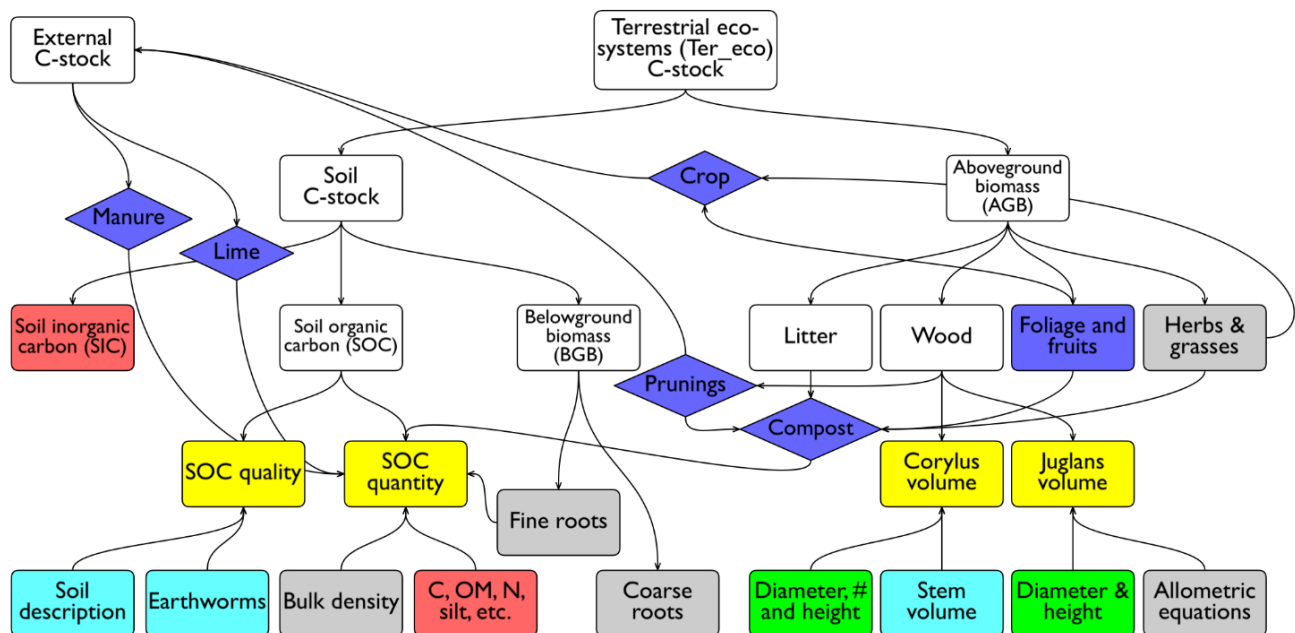 External
C-stock
Terrestrial eco-
systems (Ter_eco)
C-stock
Soil
C-stock
Crop
Aboveground
biomass
(AGB)
Manure
Lime
Soil inorganic
carbon (SIC)
Soil organic
carbon (SOC)
Belowground
biomass
(BGB)
Litter
Wood
Foliage and
fruits
Herbs &
grasses
Prunings
Compost
SOC quality
SOC
quantity
Corylus
volume
Juglans
volume
Fine roots
Soil
description
Earthworms
Bulk density
C, OM, N,
silt, etc.
Coarse
roots
Diameter, #
and height
Stem
volume
Diameter &
height
Allometric
equations